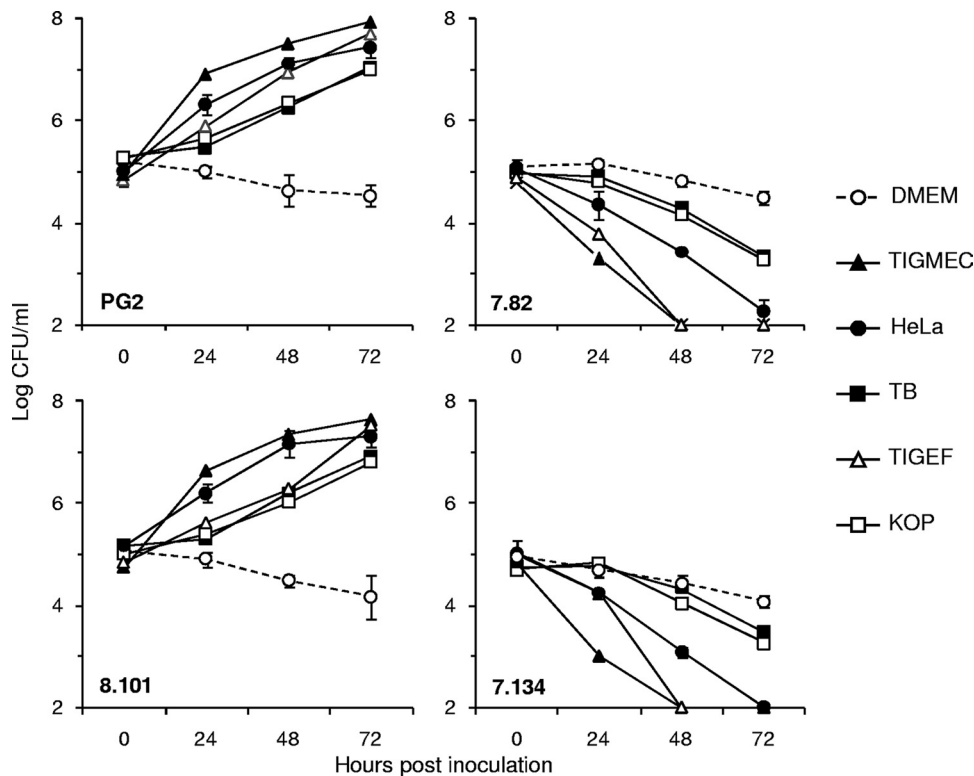 8
6
4
2
PG2
0 24 48 72
8
6
4
2
7.82
0 24 48 72
Log CFU/ml
8
6
4
2
8.101
0 24 48 72
8
6
4
2
7.134
0 24 48 72
Hours post inoculation
DMEM
TIGMEC
HeLa
TB
TIGEF
KOP